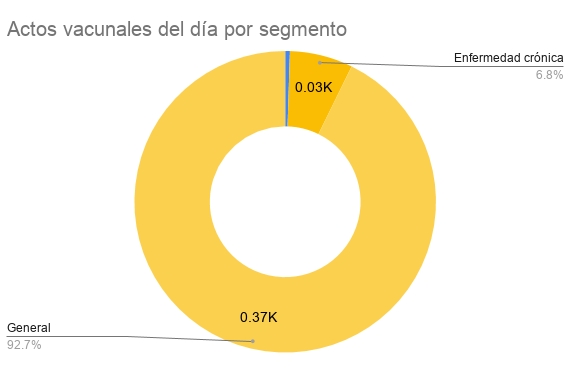 Actos vacunales del día por segmento
Enfermedad crónica
6.8%
0.03K
0.37K
General
92.7%